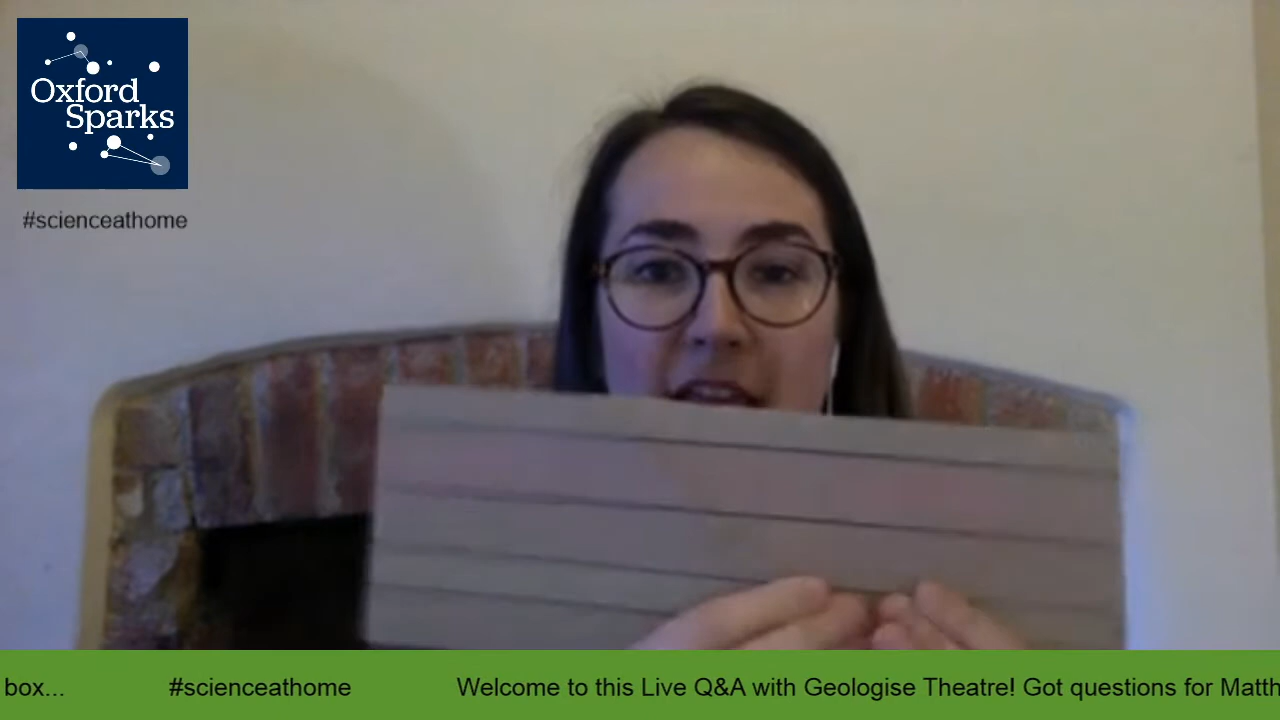 Oxford
Sparks
#scienceathome
box... #scienceathome Welcome to this Live Q&A with Geologise Theatre! Got questions for Matth